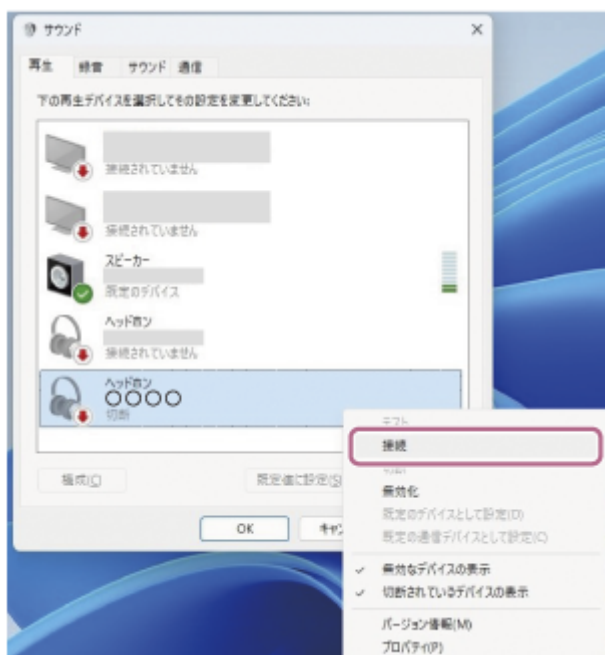 サウンド
再生 録音 サウンド 通信
下の再生デバイスを選択してその設定を変更してください:
接続されていません
接続されていません
スピーカー
既定のデバイス
ヘッドホン
接続されていません
ヘッドホン
〇〇〇〇
切断
構成(C)
既定値に設定(S)
OK
キャン
テスト
接続
切断
無効化
既定のデバイスとして設定(D)
既定の通信デバイスとして設定(C)
無効なデバイスの表示
切断されているデバイスの表示
バージョン情報(M)
プロパティ(P)